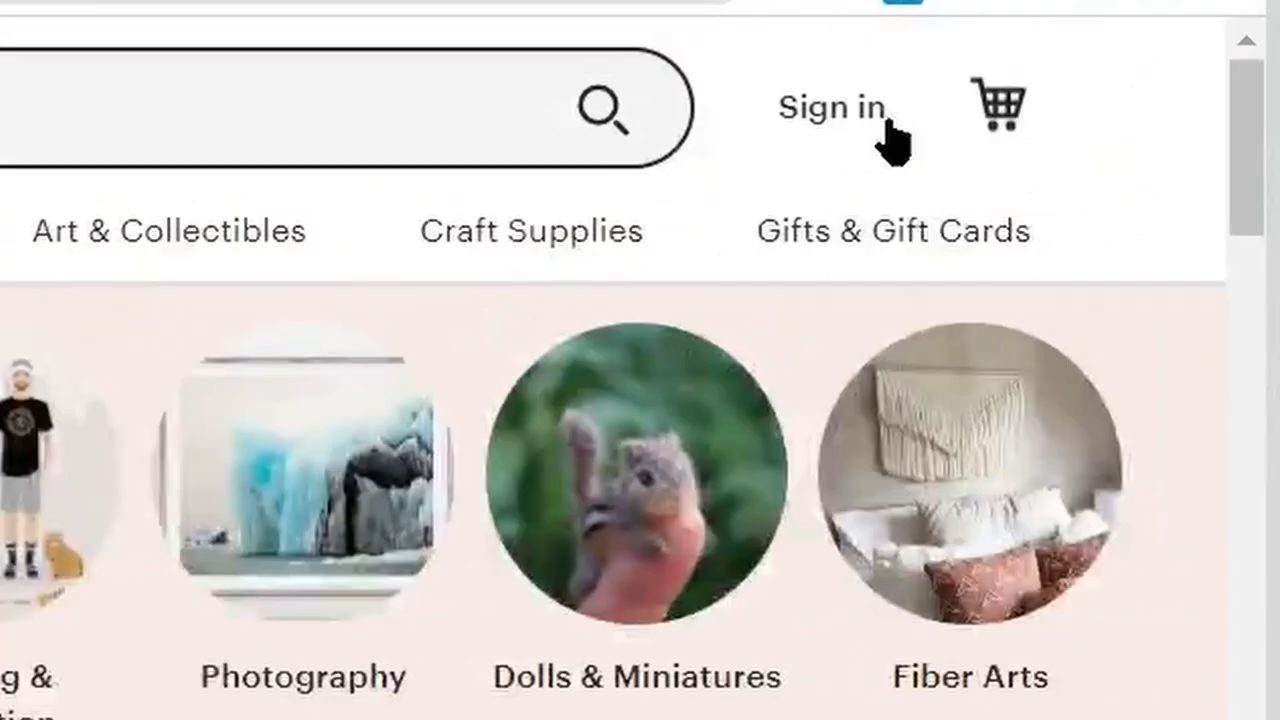 Sign in
Art & Collectibles Craft Supplies Gifts & Gift Cards
g & Photography Dolls & Miniatures Fiber Arts